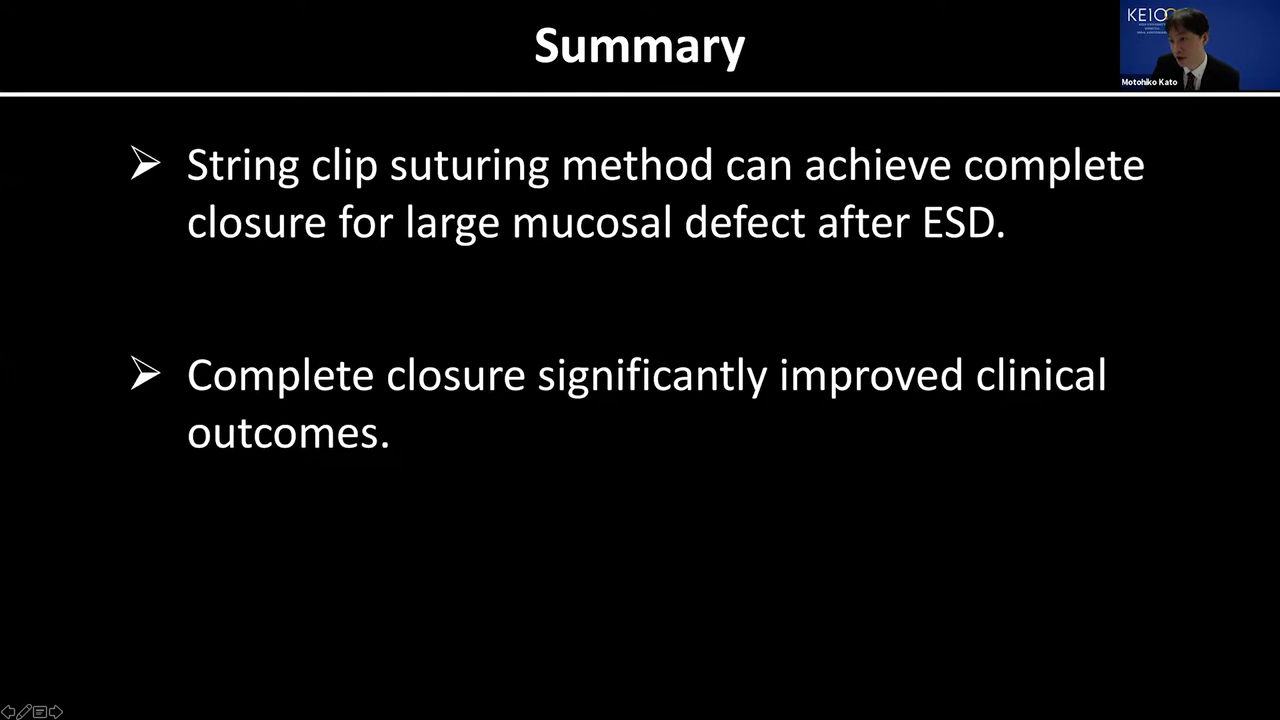 Summary
KEIO
Motohiko Kato
➢ String clip suturing method can achieve complete
closure for large mucosal defect after ESD.
➢ Complete closure significantly improved clinical
outcomes.